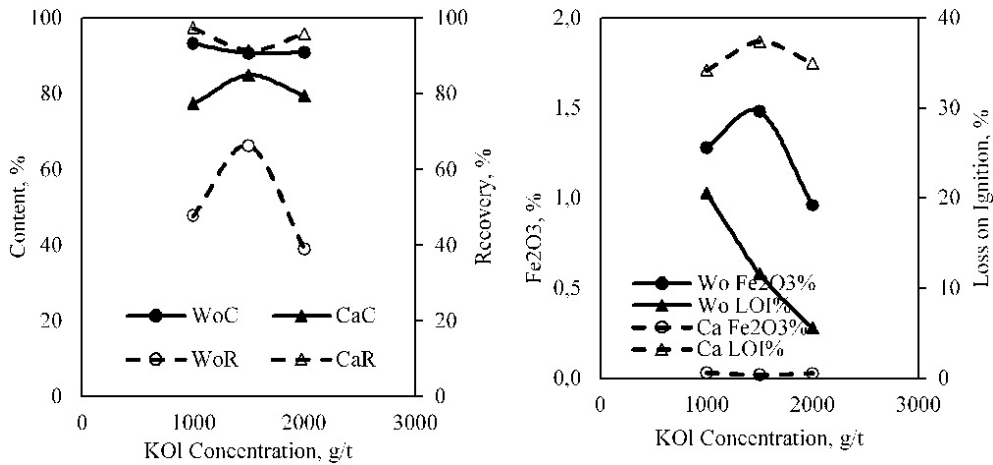 100
80
60
40
20
0
Content, %
100
80
60
40
20
0
Recovery, %
WoC
CaC
WoR
CaR
0
1000
2000
3000
KOl Concentration, g/t
2,0
1,5
1,0
0,5
0,0
Fe2O3, %
40
30
20
10
0
Loss on Ignition, %
Wo Fe2O3%
Wo LOI%
Ca Fe2O3%
Ca LOI%
0
1000
2000
3000
KOl Concentration, g/t